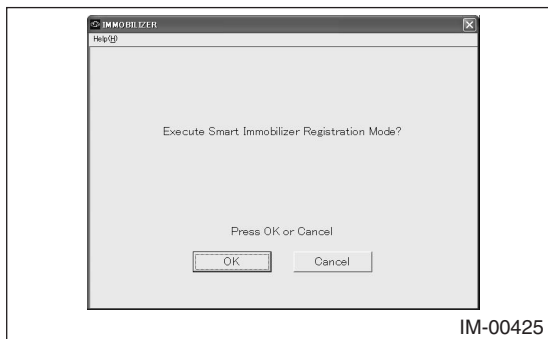 IMMOBILIZER
Help(H)
Execute Smart Immobilizer Registration Mode?
Press OK or Cancel
OK
Cancel
IM-00425